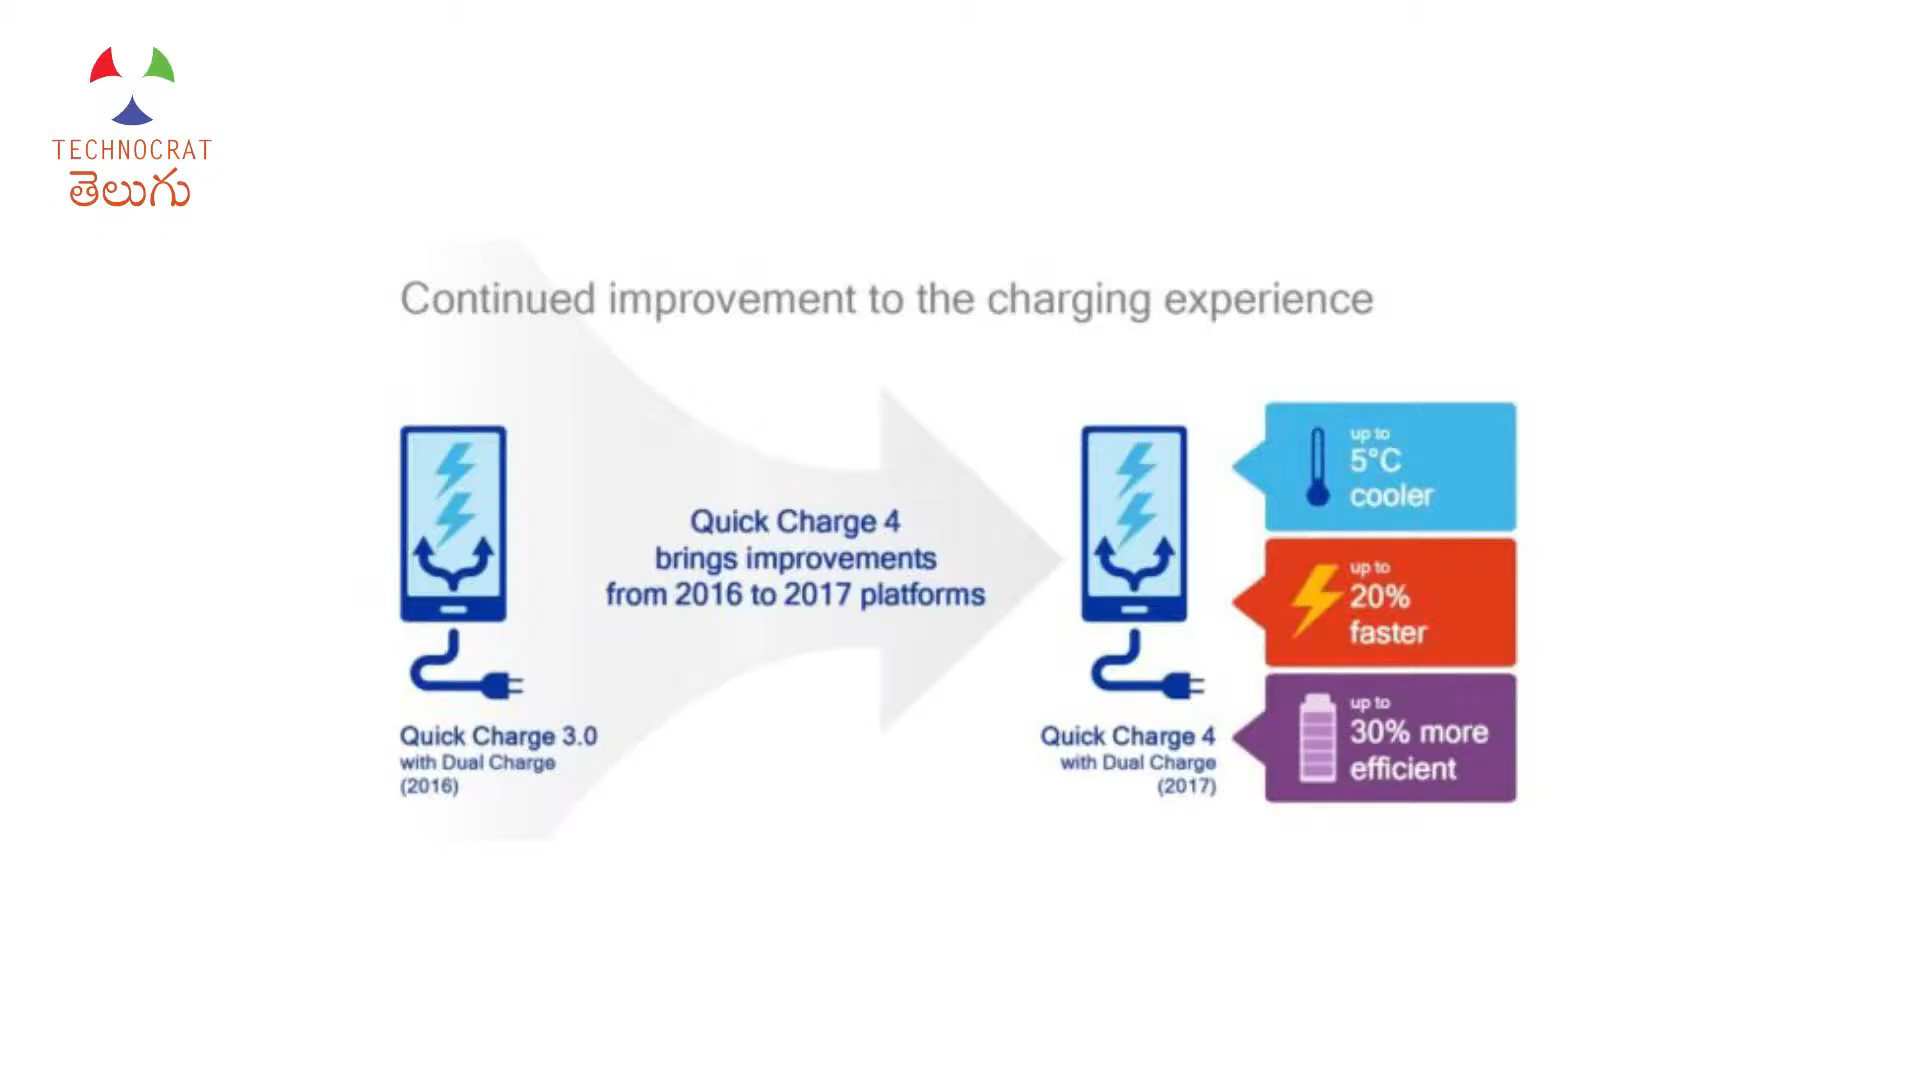 TECHNOCRAT
తెలుగు
Continued improvement to the charging experience
Quick Charge 4
brings improvements
from 2016 to 2017 platforms
Quick Charge 3.0
with Dual Charge
(2016)
Quick Charge 4
with Dual Charge
(2017)
up to
5°C
cooler
up to
20%
faster
up to
30% more
efficient